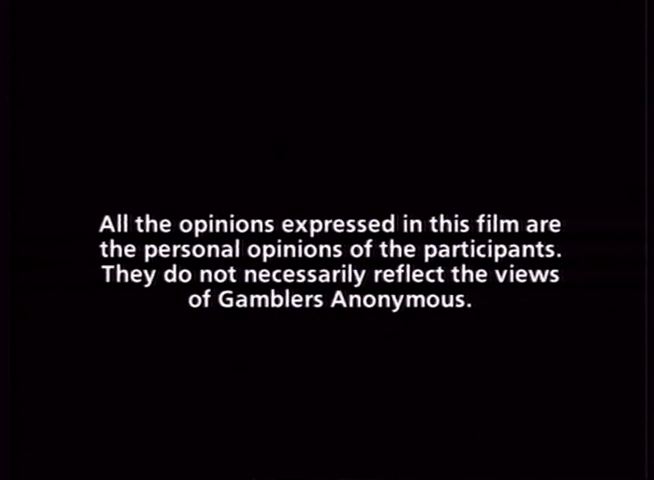 All the opinions expressed in this film are
the personal opinions of the participants.
They do not necessarily reflect the views
of Gamblers Anonymous.